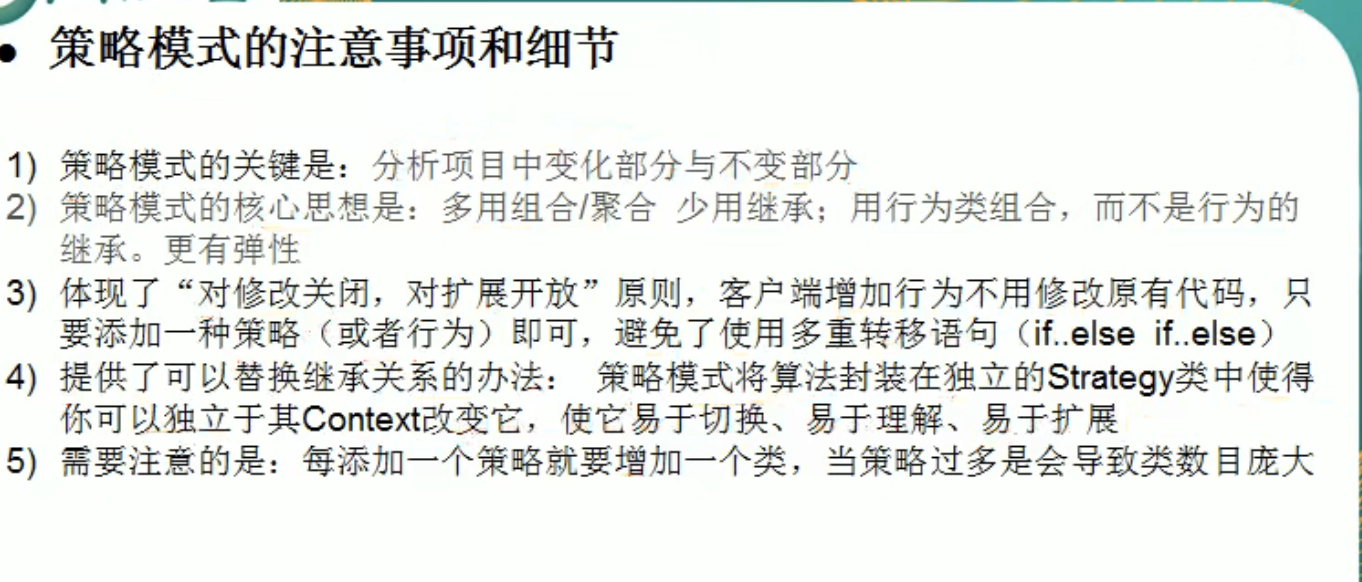 • 策略模式的注意事项和细节
1) 策略模式的关键是：分析项目中变化部分与不变部分
2) 策略模式的核心思想是：多用组合/聚合 少用继承；用行为类组合，而不是行为的
继承。更有弹性
3) 体现了“对修改关闭，对扩展开放”原则，客户端增加行为不用修改原有代码，只
要添加一种策略（或者行为）即可，避免了使用多重转移语句（if..else if..else）
4) 提供了可以替换继承关系的办法： 策略模式将算法封装在独立的Strategy类中使得
你可以独立于其Context改变它，使它易于切换、易于理解、易于扩展
5) 需要注意的是：每添加一个策略就要增加一个类，当策略过多是会导致类数目庞大